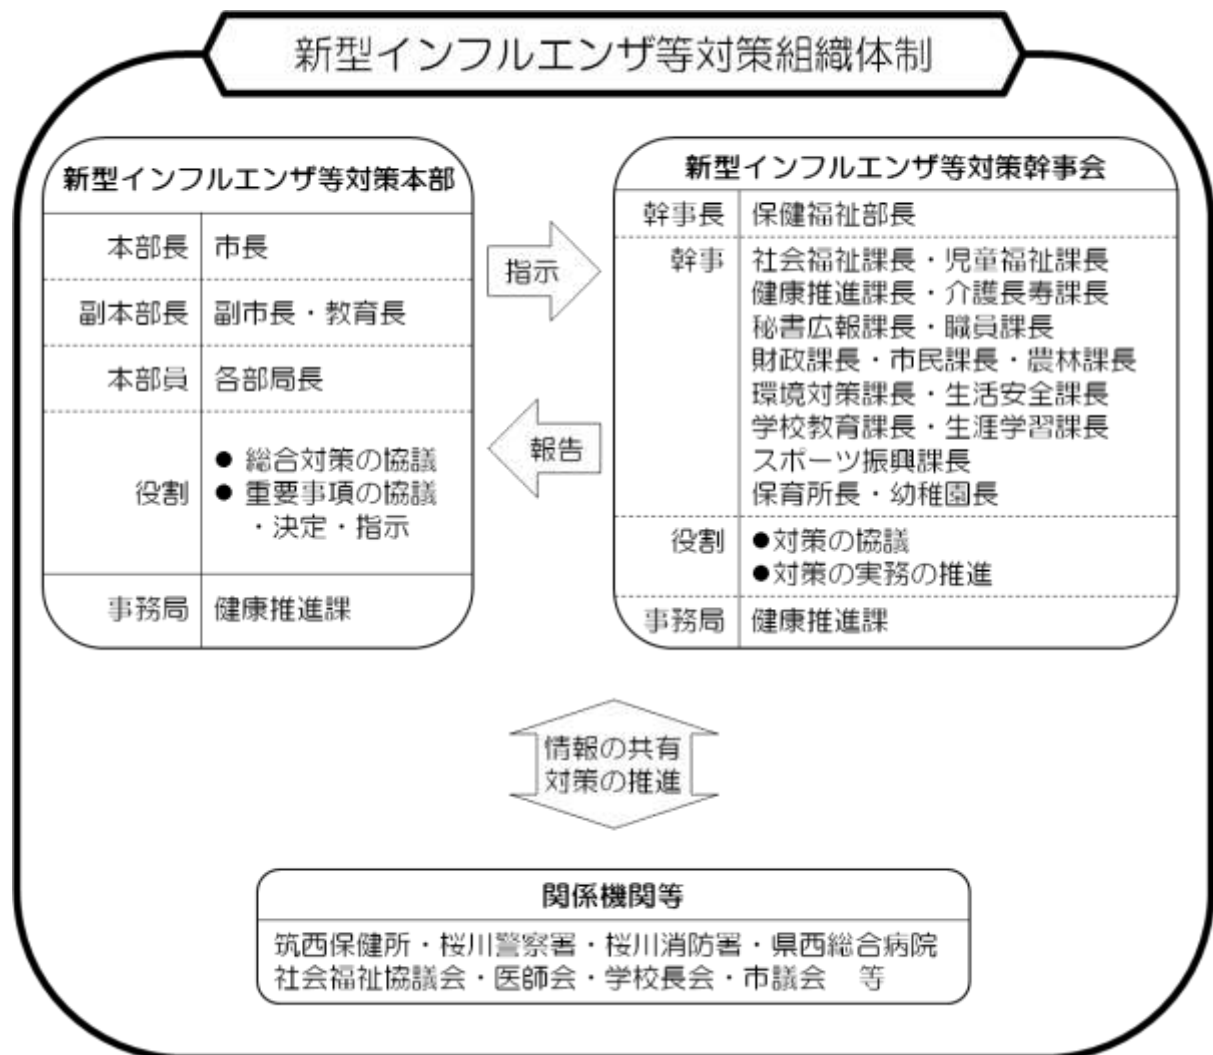 新型インフルエンザ等対策組織体制
新型インフルエンザ等対策本部
本部長 市長
副本部長 副市長・教育長
本部員 各部局長
役割 ● 総合対策の協議
● 重要事項の協議
・決定・指示
事務局 健康推進課
指示
報告
新型インフルエンザ等対策幹事会
幹事長 保健福祉部長
幹事 社会福祉課長・児童福祉課長
健康推進課長・介護長寿課長
秘書広報課長・職員課長
財政課長・市民課長・農林課長
環境対策課長・生活安全課長
学校教育課長・生涯学習課長
スポーツ振興課長
保育所長・幼稚園長
役割 ●対策の協議
●対策の実務の推進
事務局 健康推進課
情報の共有
対策の推進
関係機関等
筑西保健所・桜川警察署・桜川消防署・県西総合病院
社会福祉協議会・医師会・学校長会・市議会 等